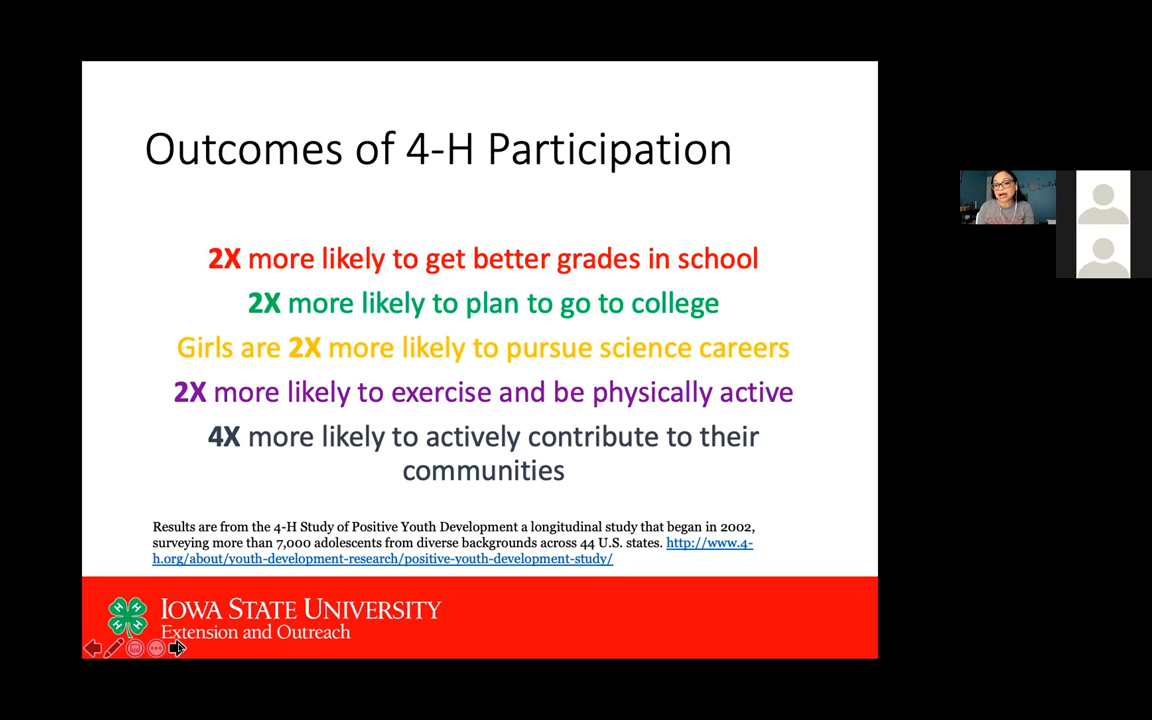 Outcomes of 4-H Participation
2X more likely to get better grades in school
2X more likely to plan to go to college
Girls are 2X more likely to pursue science careers
2X more likely to exercise and be physically active
4X more likely to actively contribute to their
communities
Results are from the 4-H Study of Positive Youth Development a longitudinal study that began in 2002,
surveying more than 7,000 adolescents from diverse backgrounds across 44 U.S. states. http://www.4-
h.org/about/youth-development-research/positive-youth-development-study/
H H H H
IOWA STATE UNIVERSITY
Extension and Outreach